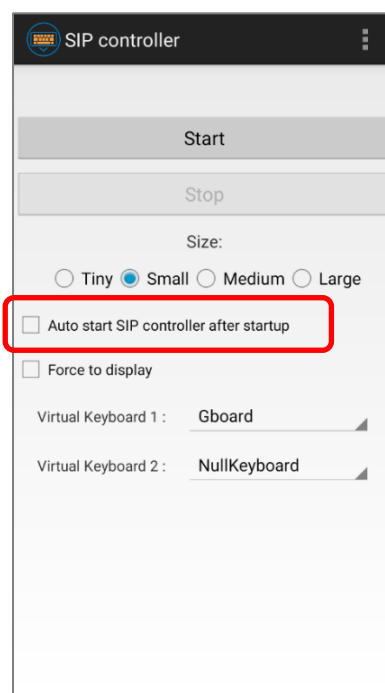 SIP controller
Start
Stop
Size:
Tiny Small Medium Large
Auto start SIP controller after startup
Force to display
Virtual Keyboard 1 : Gboard
Virtual Keyboard 2 : NullKeyboard